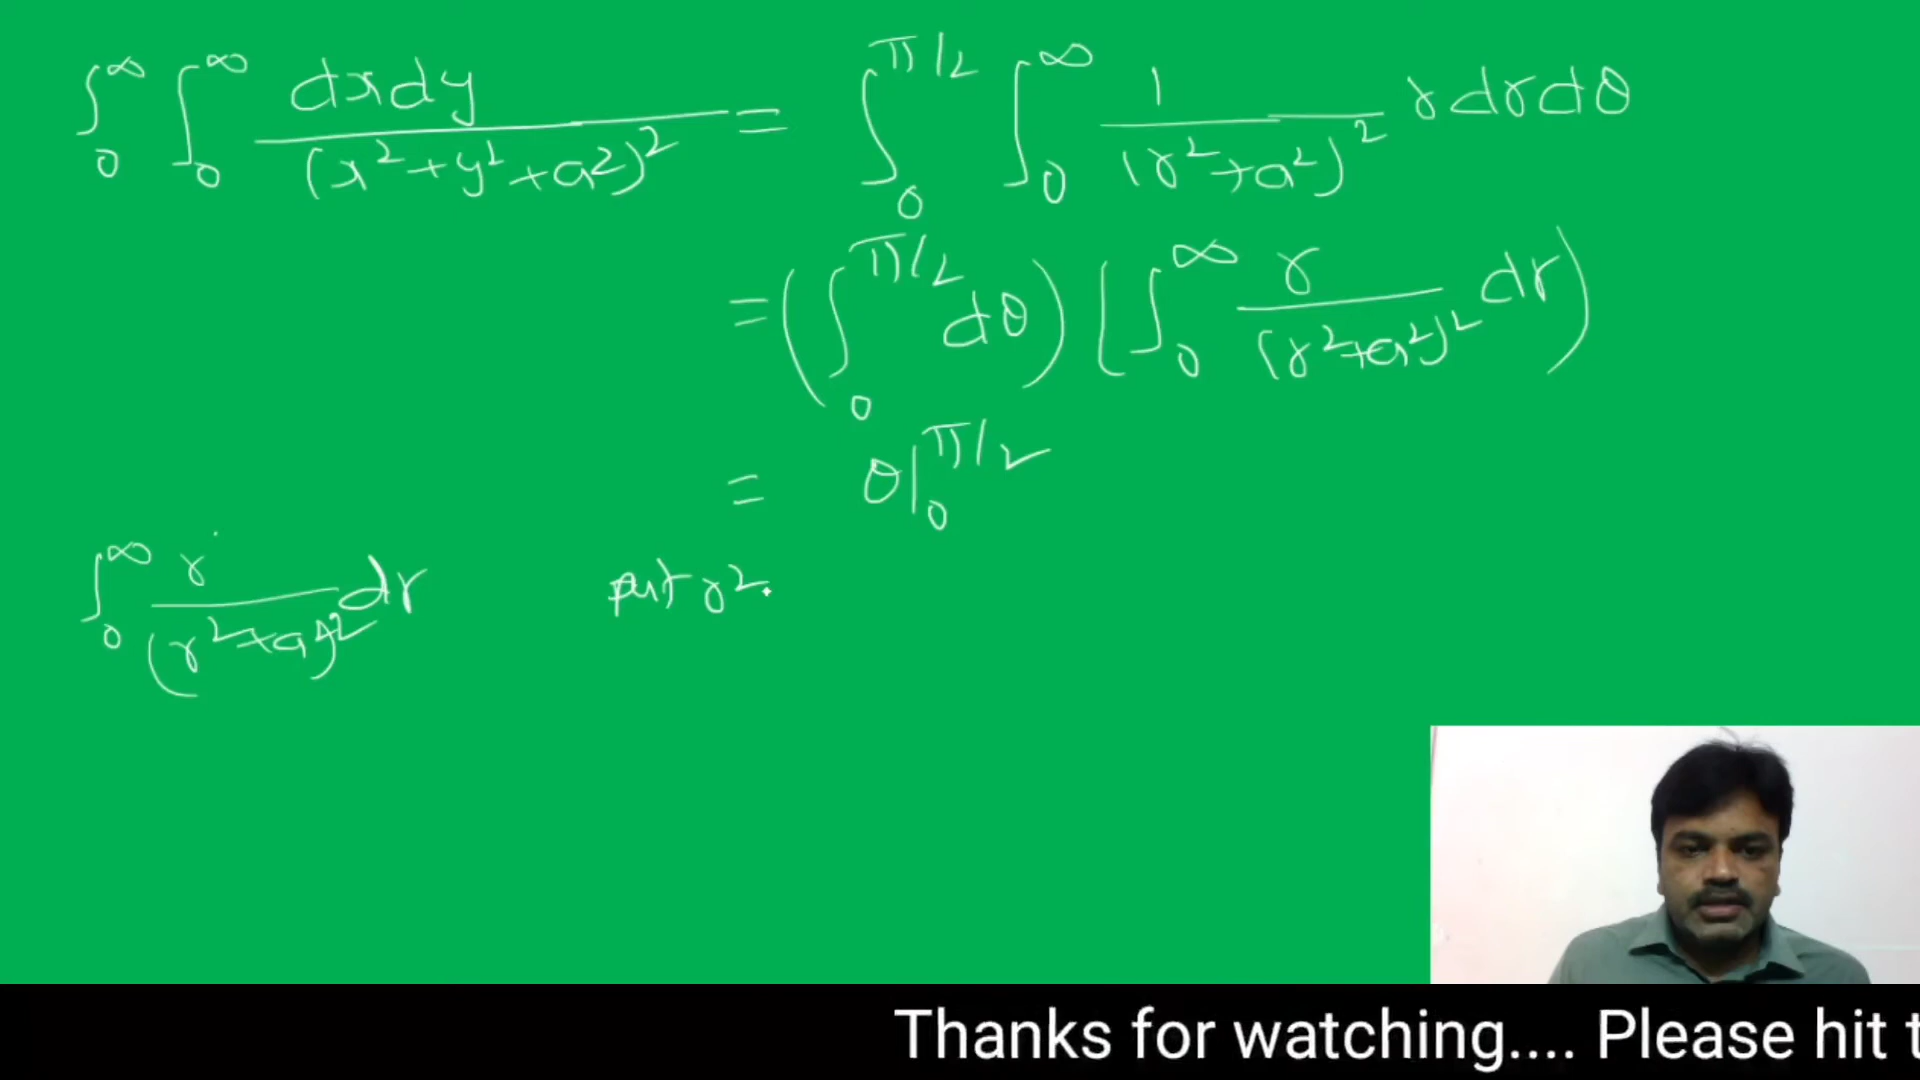 ∫₀^∞ ∫₀^∞ dxdy/(x²+y²+a²)² = ∫₀^{π/2} ∫₀^∞ 1/(r²+a²)² r dr dθ
= (∫₀^{π/2} dθ) (∫₀^∞ r/(r²+a²)² dr)
= θ|₀^{π/2}
∫₀^∞ r/(r²+a²)² dr put r²
Thanks for watching.... Please hit t